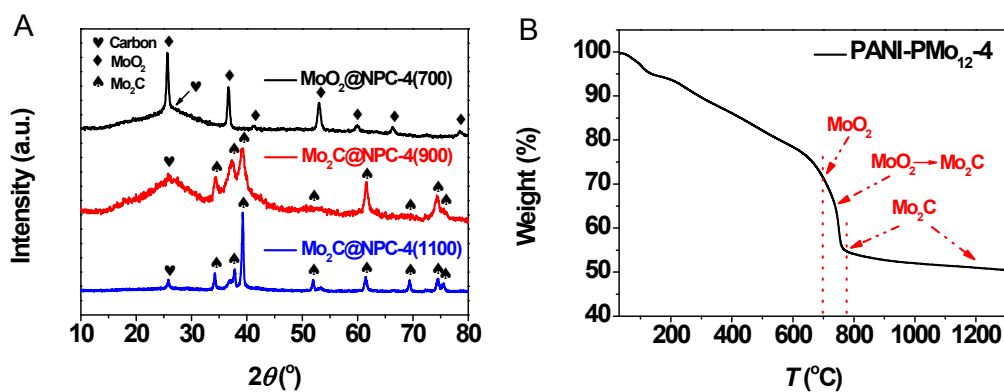 A
♥ Carbon
♦ MoO₂
♠ Mo₂C
MoO₂@NPC-4(700)
Mo₂C@NPC-4(900)
Mo₂C@NPC-4(1100)
Intensity (a.u.)
10 20 30 40 50 60 70 80
2θ(°)
B
PANI-PMo₁₂-4
MoO₂
MoO₂→Mo₂C
Mo₂C
Weight (%)
100
90
80
70
60
50
40
200 400 600 800 1000 1200
T (°C)